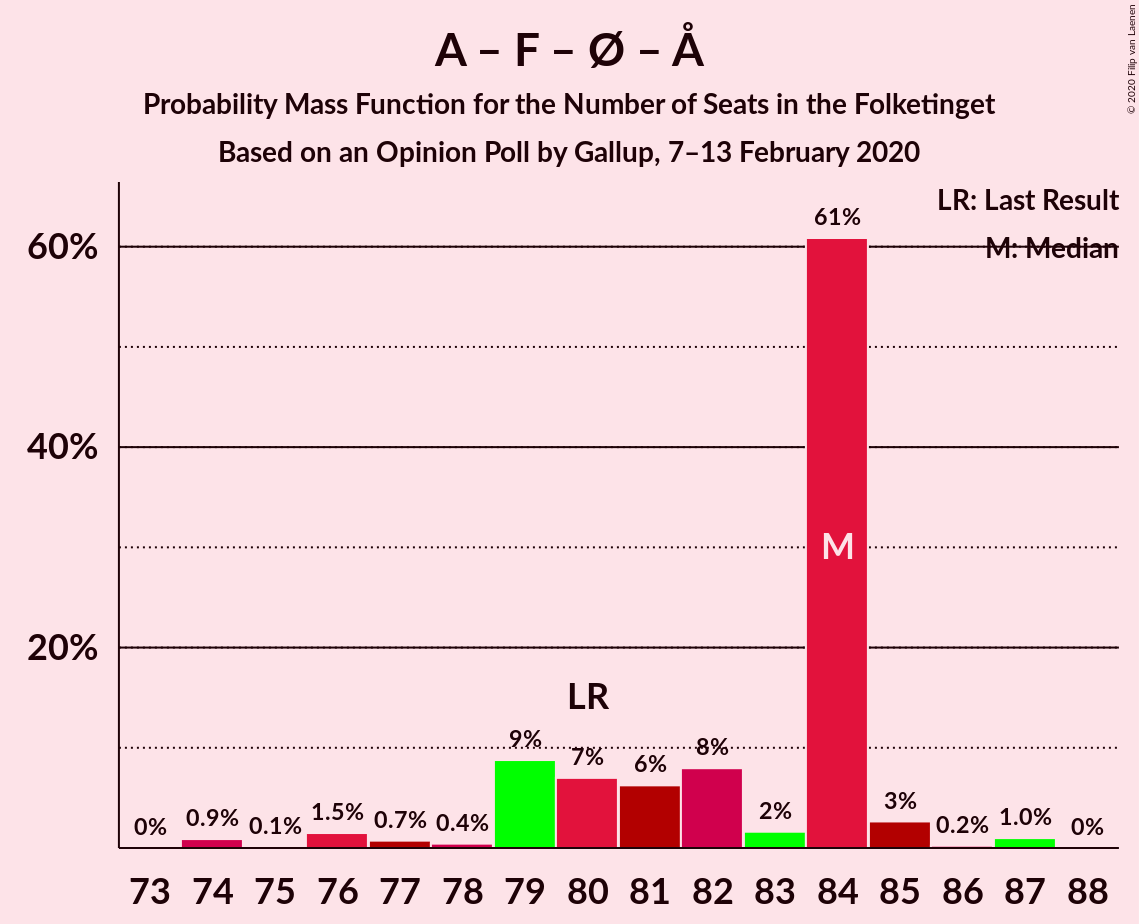 A – F – Ø – Å
Probability Mass Function for the Number of Seats in the Folketinget
Based on an Opinion Poll by Gallup, 7–13 February 2020
© 2020 Filip van Laenen
LR: Last Result
M: Median
60%
40%
20%
0%
0.9%
0.1%
1.5%
0.7%
0.4%
9%
7%
6%
8%
2%
61%
3%
0.2%
1.0%
0%
LR
M
73 74 75 76 77 78 79 80 81 82 83 84 85 86 87 88